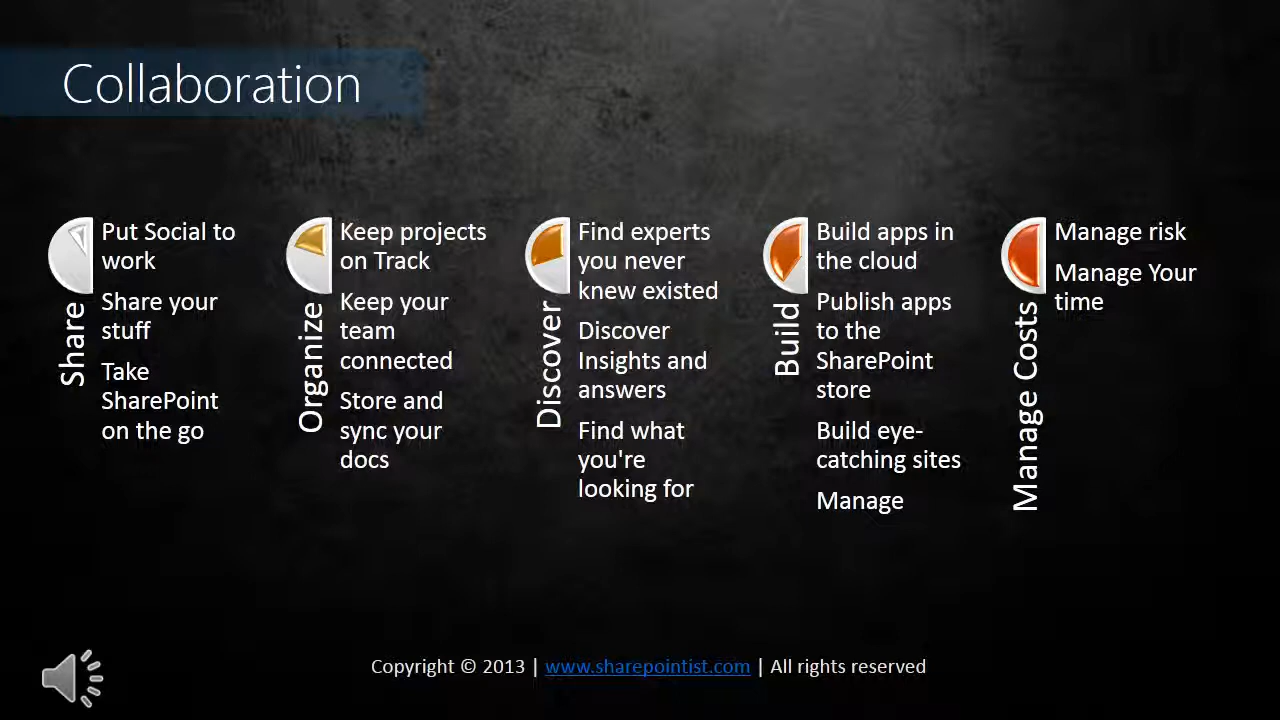 Collaboration
Share
Put Social to
work
Share your
stuff
Take
SharePoint
on the go
Organize
Keep projects
on Track
Keep your
team
connected
Store and
sync your
docs
Discover
Find experts
you never
knew existed
Discover
Insights and
answers
Find what
you're
looking for
Build
Build apps in
the cloud
Publish apps
to the
SharePoint
store
Build eye-
catching sites
Manage
Manage Costs
Manage risk
Manage Your
time
Copyright © 2013 | www.sharepointist.com | All rights reserved